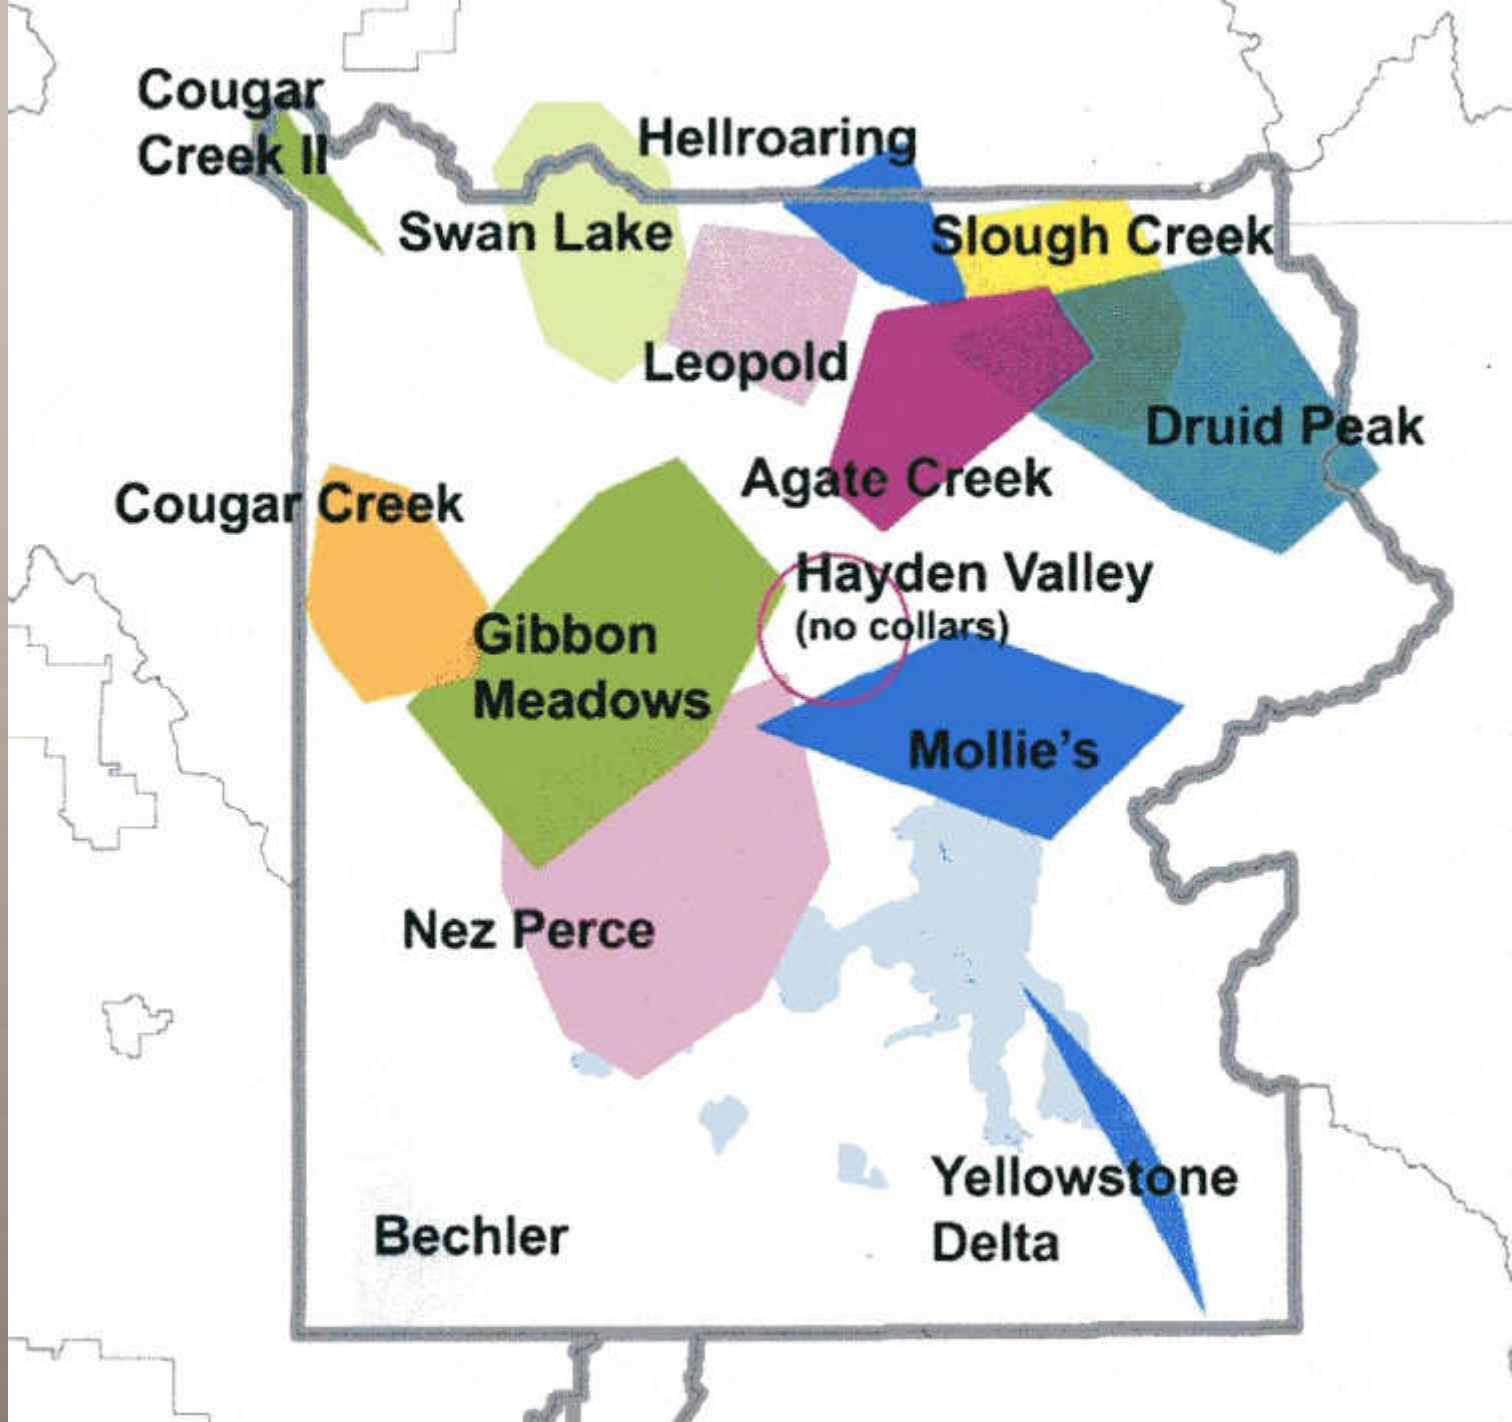 Cougar
Creek II
Hellroaring
Swan Lake
Slough Creek
Leopold
Druid Peak
Agate Creek
Cougar Creek
Hayden Valley
(no collars)
Gibbon
Meadows
Mollie's
Nez Perce
Yellowstone
Delta
Bechler